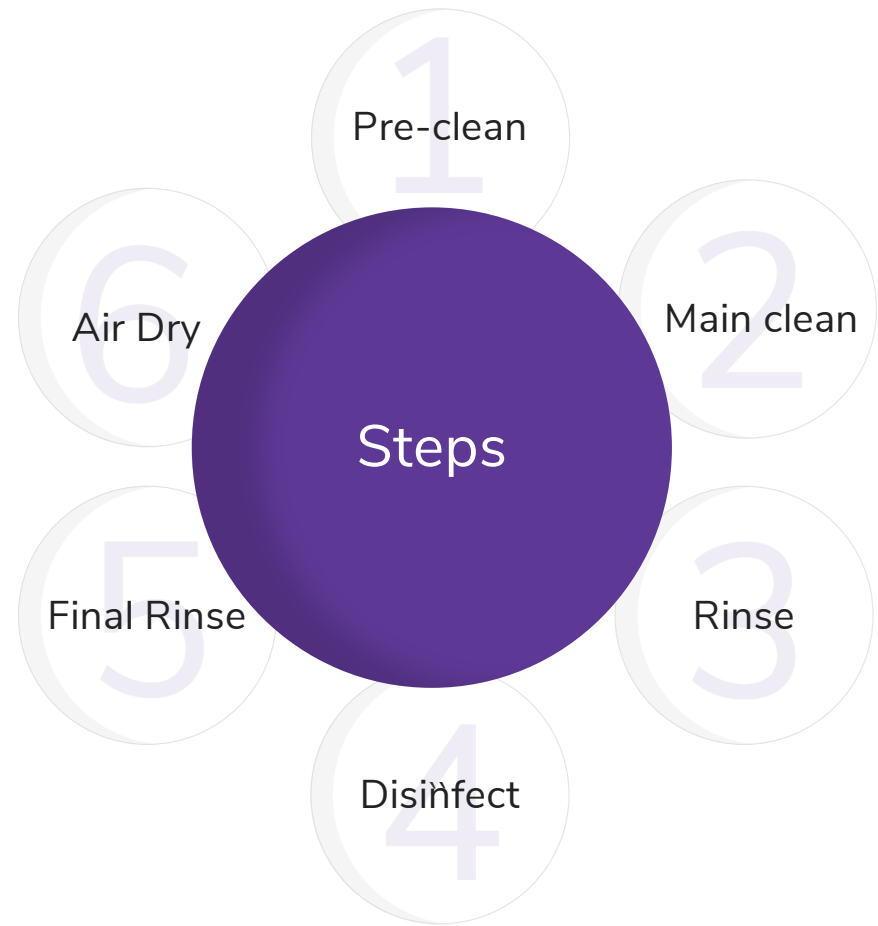 1
Pre-clean
2
Main clean
3
Rinse
4
Disinfect
5
Final Rinse
6
Air Dry
Steps